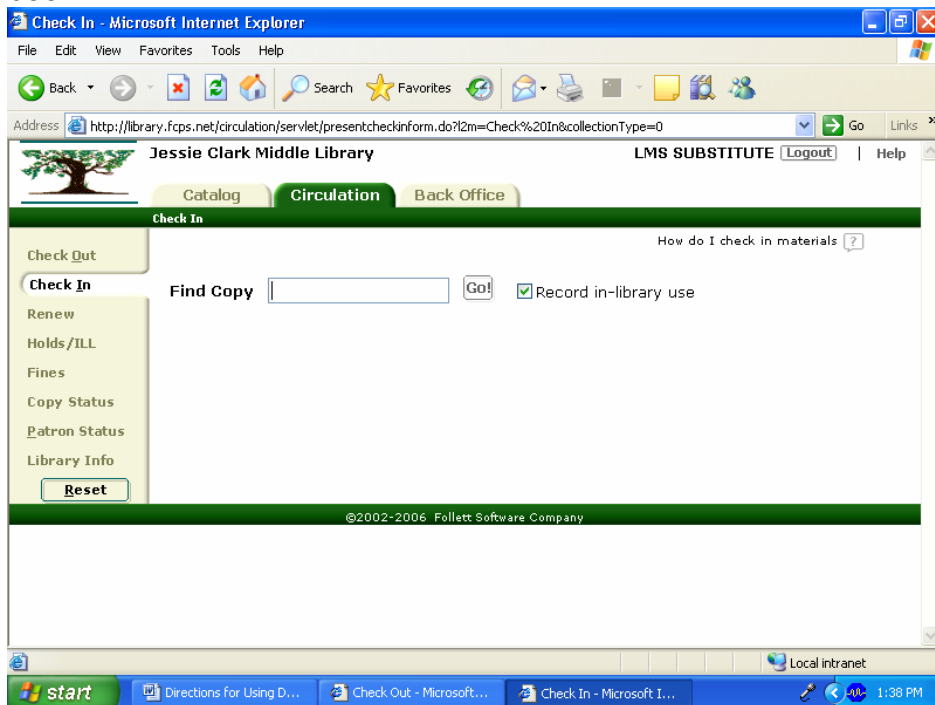 Check In - Microsoft Internet Explorer
File Edit View Favorites Tools Help
Back Search Favorites
Address http://library.fcps.net/circulation/servlet/presentcheckinform.do?l2m=Check%20In&collectionType=0 Go Links »
Jessie Clark Middle Library LMS SUBSTITUTE Logout | Help
Catalog Circulation Back Office
Check In
How do I check in materials ?
Check Out
Check In
Find Copy Go! Record in-library use
Renew
Holds/ILL
Fines
Copy Status
Patron Status
Library Info
Reset
©2002-2006 Follett Software Company
Local intranet
start Directions for Using D... Check Out - Microsoft... Check In - Microsoft I... 1:38 PM